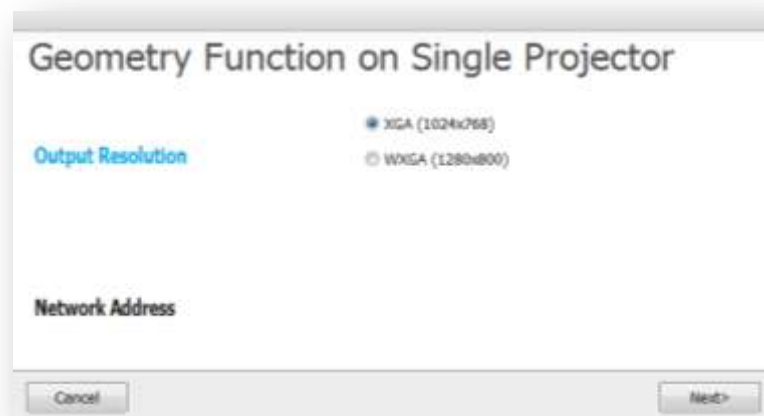 Geometry Function on Single Projector
XGA (1024x768)
Output Resolution
WXGA (1280x800)
Network Address
Cancel
Next>